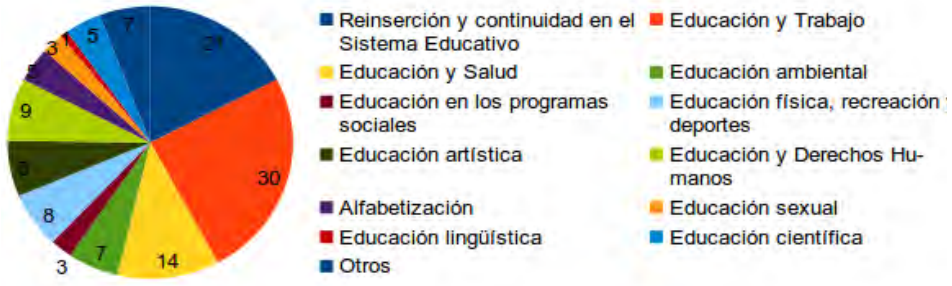 7
21
5
1
3
5
9
8
7
3
14
30
Reinserción y continuidad en el
Sistema Educativo
Educación y Trabajo
Educación y Salud
Educación ambiental
Educación en los programas
sociales
Educación física, recreación y
deportes
Educación artística
Educación y Derechos Hu-
manos
Alfabetización
Educación sexual
Educación lingüística
Educación científica
Otros